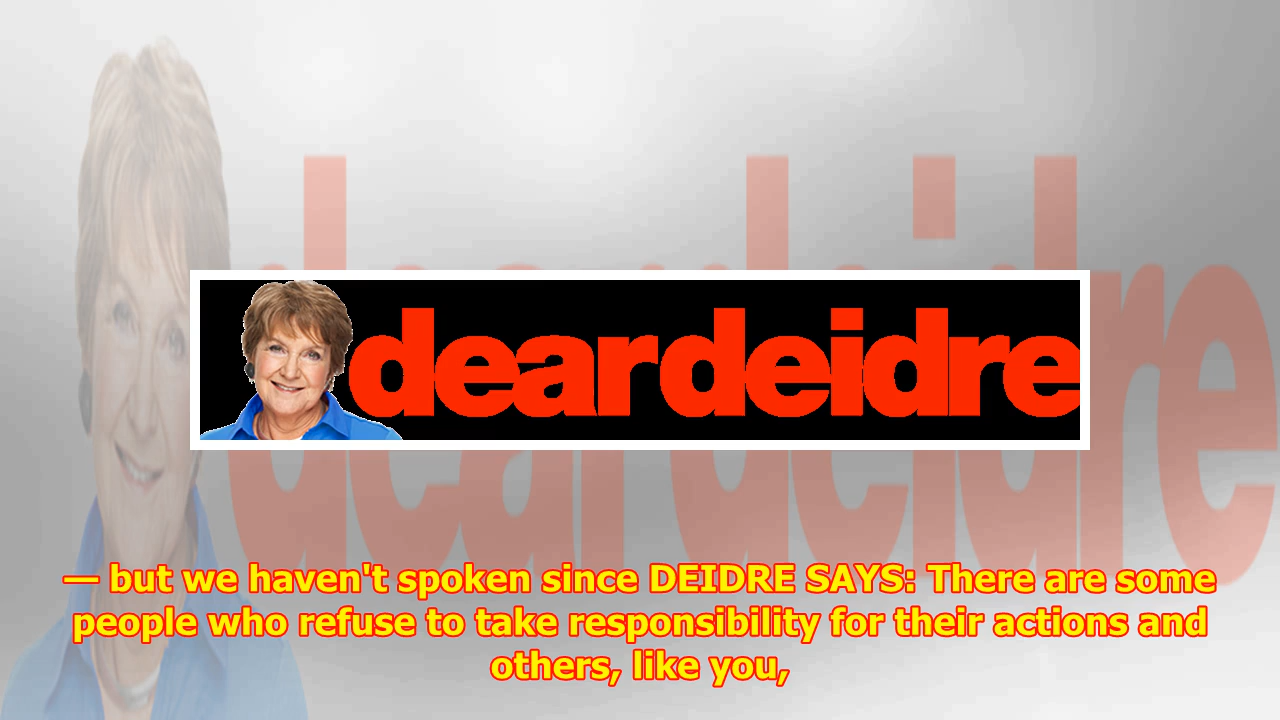 deardeidre
— but we haven't spoken since DEIDRE SAYS: There are some
people who refuse to take responsibility for their actions and
others, like you,